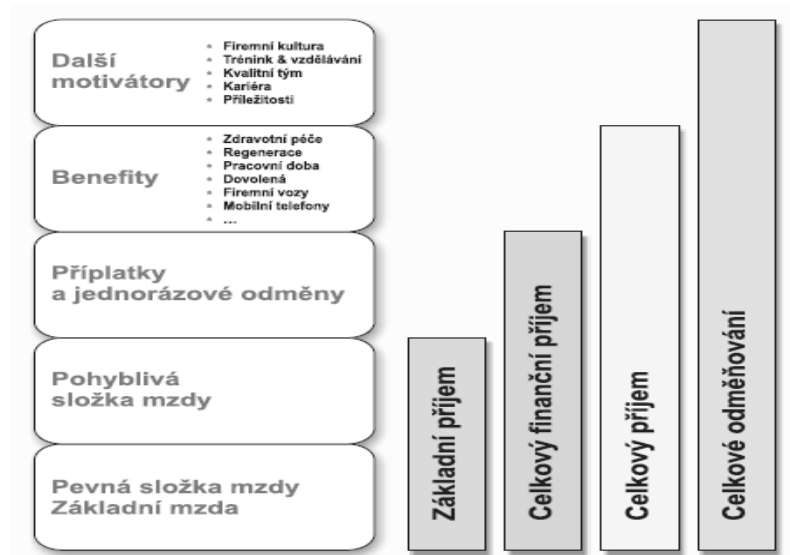 Další
motivátory
• Firemní kultura
• Trénink & vzdělávání
• Kvalitní tým
• Kariéra
• Příležitosti
Benefity
• Zdravotní péče
• Regenerace
• Pracovní doba
• Dovolená
• Firemní vozy
• Mobilní telefony
• ...
Příplatky
a jednorázové odměny
Pohyblivá
složka mzdy
Pevná složka mzdy
Základní mzda
Základní příjem
Celkový finanční příjem
Celkový příjem
Celkové odměňování